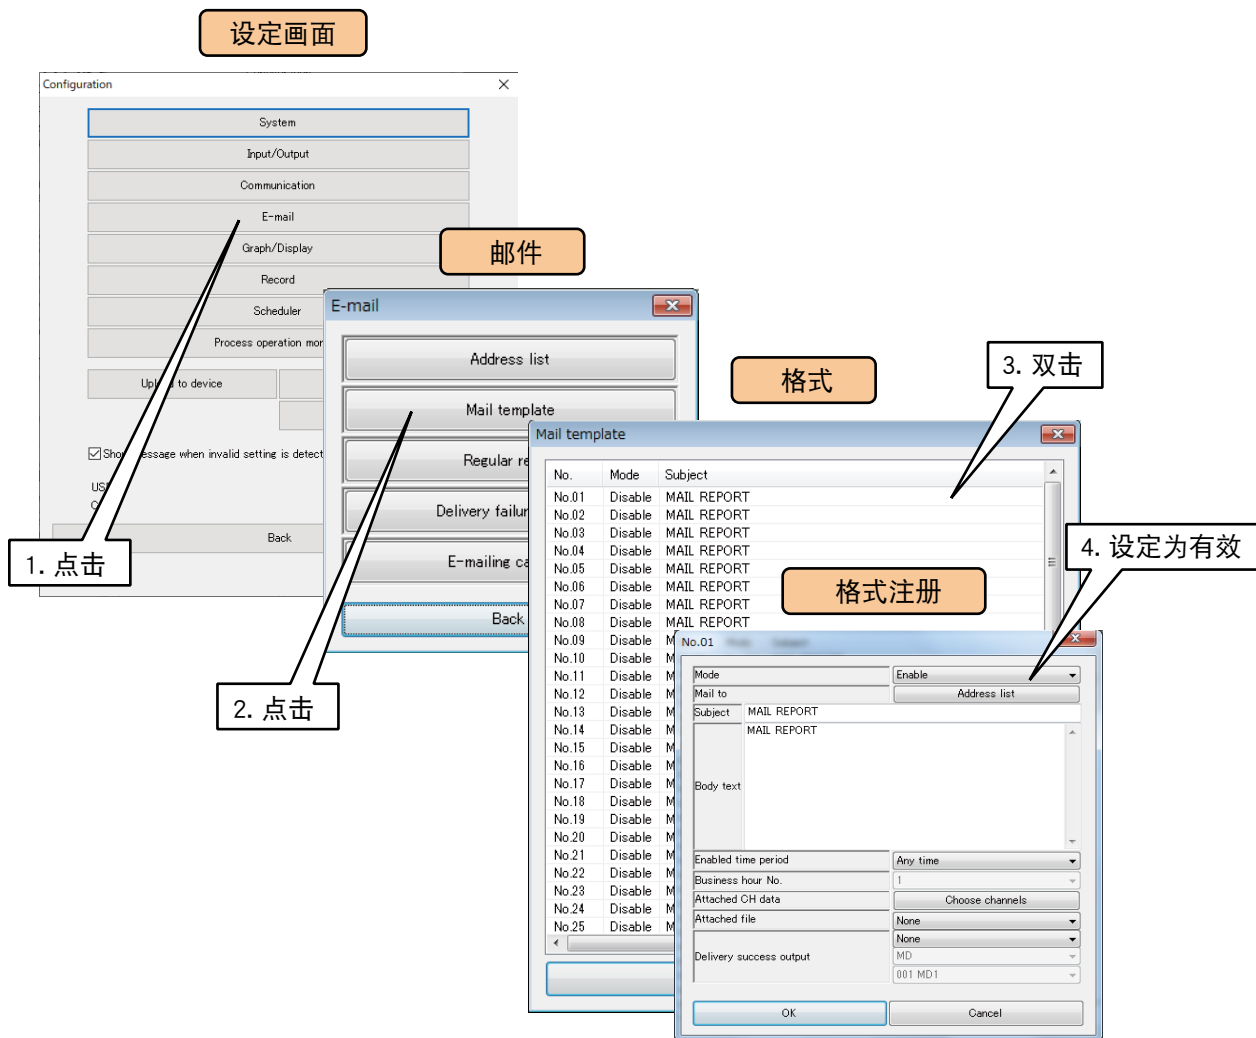 设定画面
Configuration
System
Input/Output
Communication
E-mail
Graph/Display
Record
Scheduler
Process operation mor
Upload to device
Show message when invalid setting is detect
Back
1. 点击
邮件
E-mail
Address list
Mail template
Regular re
Delivery failur
E-mailing ca
Back
2. 点击
格式
3. 双击
Mail template
No. Mode Subject
No.01 Disable MAIL REPORT
No.02 Disable MAIL REPORT
No.03 Disable MAIL REPORT
No.04 Disable MAIL REPORT
No.05 Disable MAIL REPORT
No.06 Disable MAIL REPORT
No.07 Disable MAIL REPORT
No.08 Disable MAIL REPORT
No.09 Disable M
No.10 Disable M
No.11 Disable M
No.12 Disable M
No.13 Disable M
No.14 Disable M
No.15 Disable M
No.16 Disable M
No.17 Disable M
No.18 Disable M
No.19 Disable M
No.20 Disable M
No.21 Disable M
No.22 Disable M
No.23 Disable M
No.24 Disable M
No.25 Disable M
4. 设定为有效
格式注册
No.01
Mode Enable
Mail to Address list
Subject MAIL REPORT
MAIL REPORT
Body text
Enabled time period Any time
Business hour No. 1
Attached CH data Choose channels
Attached file None
None
Delivery success output MD
001 MD1
OK Cancel